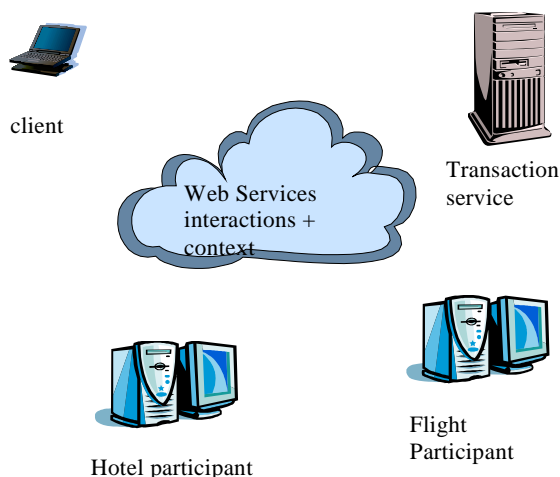 client
Transaction
service
Web Services
interactions +
context
Flight
Participant
Hotel participant